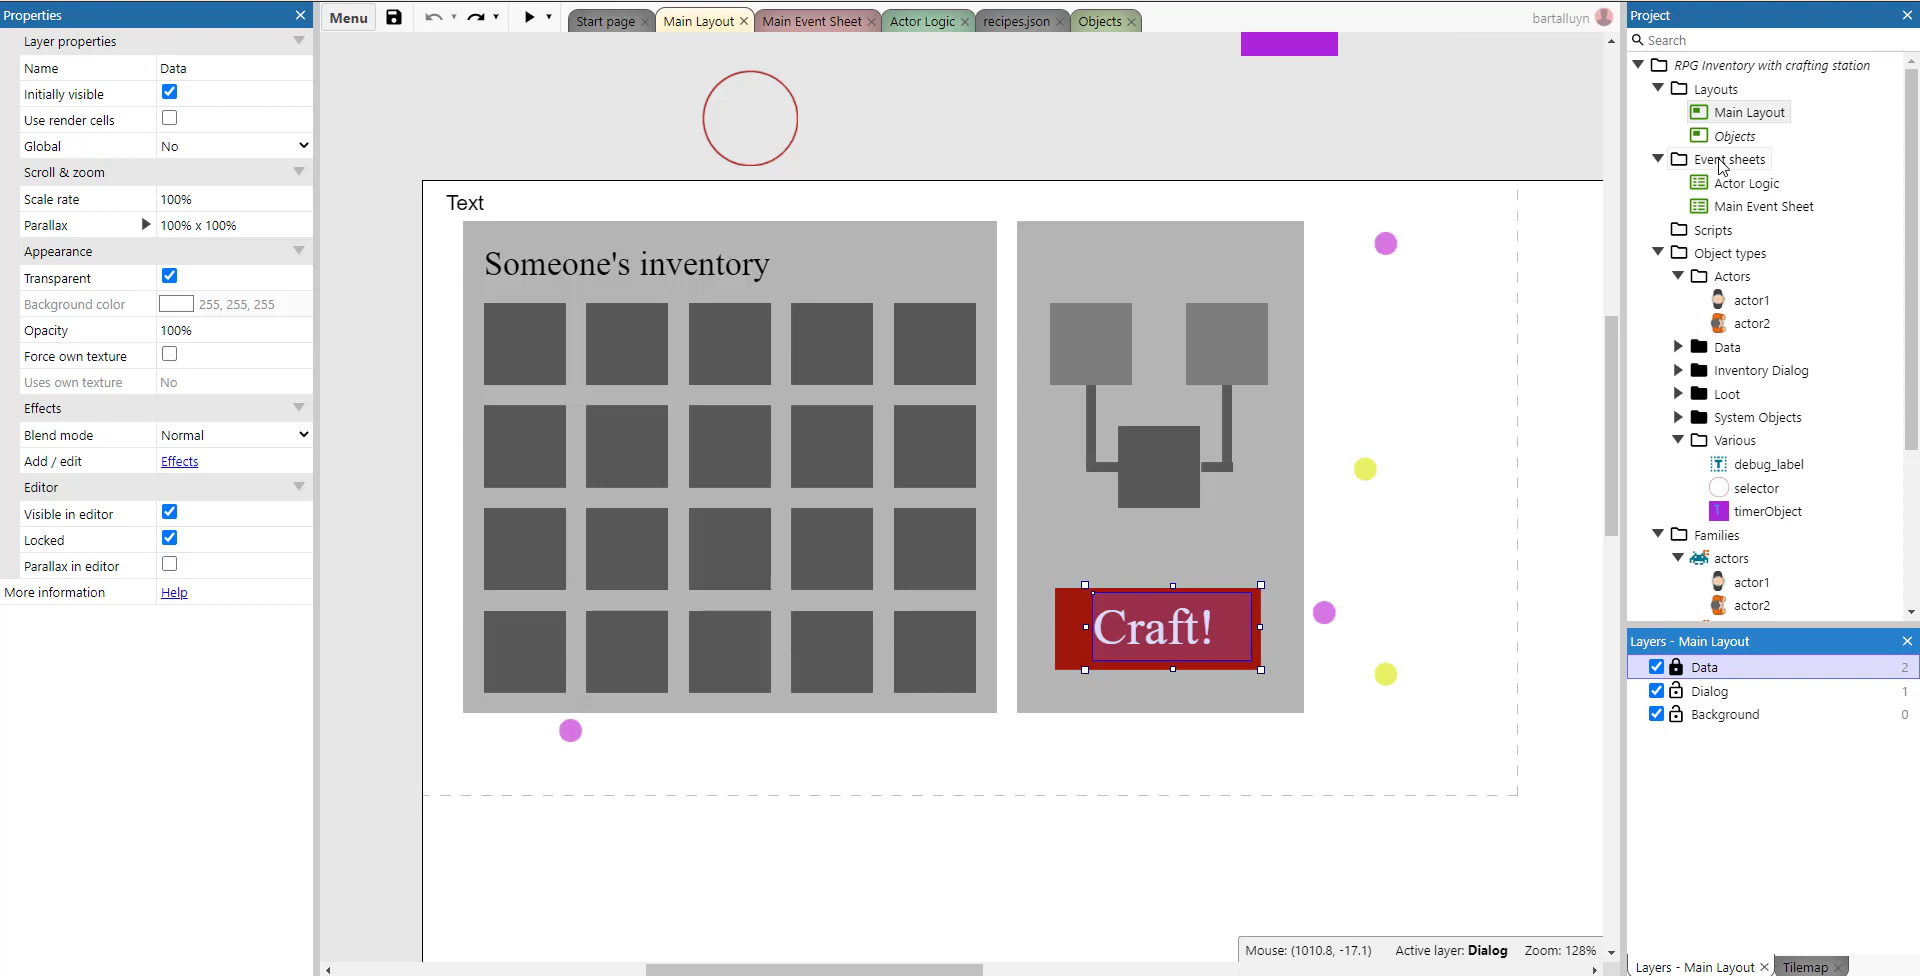 Properties
Layer properties
Name Data
Initially visible
Use render cells
Global No
Scroll & zoom
Scale rate 100%
Parallax 100% x 100%
Appearance
Transparent
Background color 255, 255, 255
Opacity 100%
Force own texture
Uses own texture No
Effects
Blend mode Normal
Add / edit Effects
Editor
Visible in editor
Locked
Parallax in editor
More information Help
Menu
Start page Main Layout Main Event Sheet Actor Logic recipes.json Objects
bartalluyn
Text
Someone's inventory
Craft!
Mouse: (1010.8, -17.1) Active layer: Dialog Zoom: 128%
Project
Search
RPG Inventory with crafting station
Layouts
Main Layout
Objects
Event sheets
Actor Logic
Main Event Sheet
Scripts
Object types
Actors
actor1
actor2
Data
Inventory Dialog
Loot
System Objects
Various
debug_label
selector
timerObject
Families
actors
actor1
actor2
Layers - Main Layout
Data 2
Dialog 1
Background 0
Layers - Main Layout Tilemap